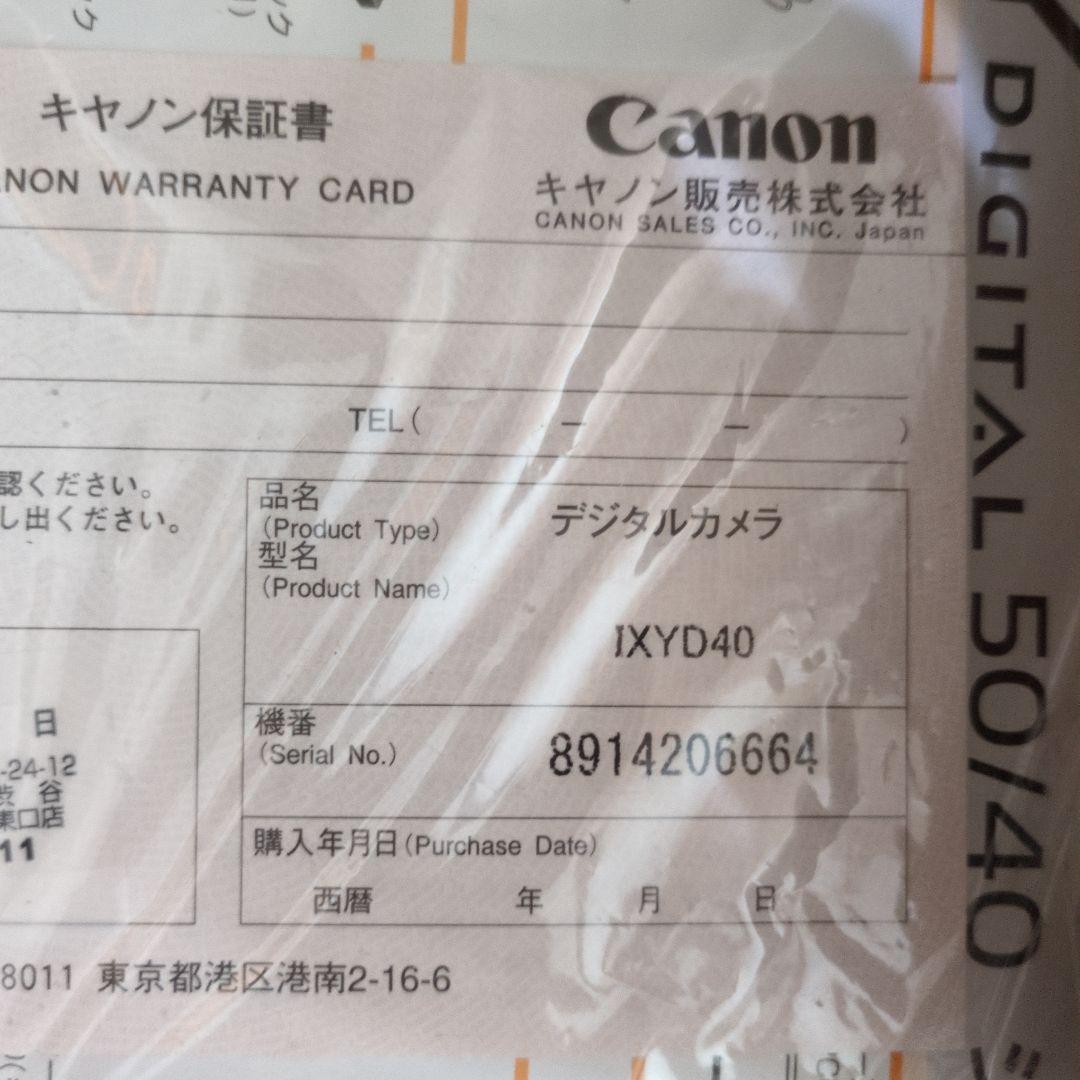 キヤノン保証書
NON WARRANTY CARD
Canon
キヤノン販売株式会社
CANON SALES CO., INC. Japan
TEL( － － )
認ください。
し出ください。
品名
(Product Type)
デジタルカメラ
型名
(Product Name)
IXYD40
機番
(Serial No.)
8914206664
購入年月日(Purchase Date)
西暦 年 月 日
日
-24-12
渋 谷
東口店
11
8011 東京都港区港南2-16-6
DIGITAL 50/40